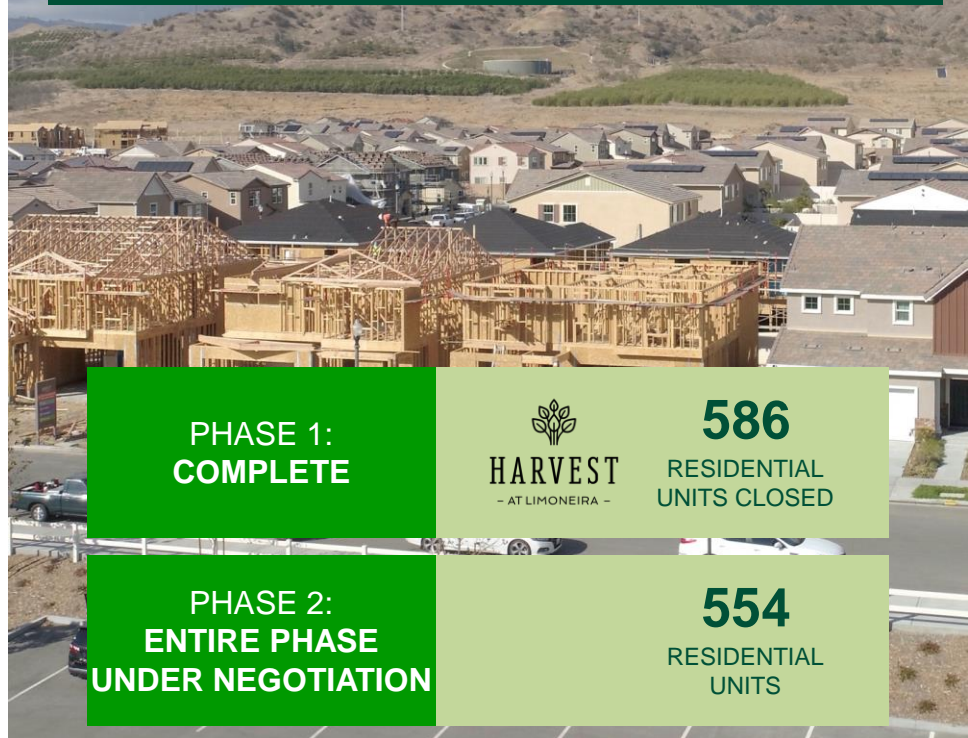 PHASE 1:
COMPLETE
HARVEST
– AT LIMONEIRA –
586
RESIDENTIAL
UNITS CLOSED
PHASE 2:
ENTIRE PHASE
UNDER NEGOTIATION
554
RESIDENTIAL
UNITS